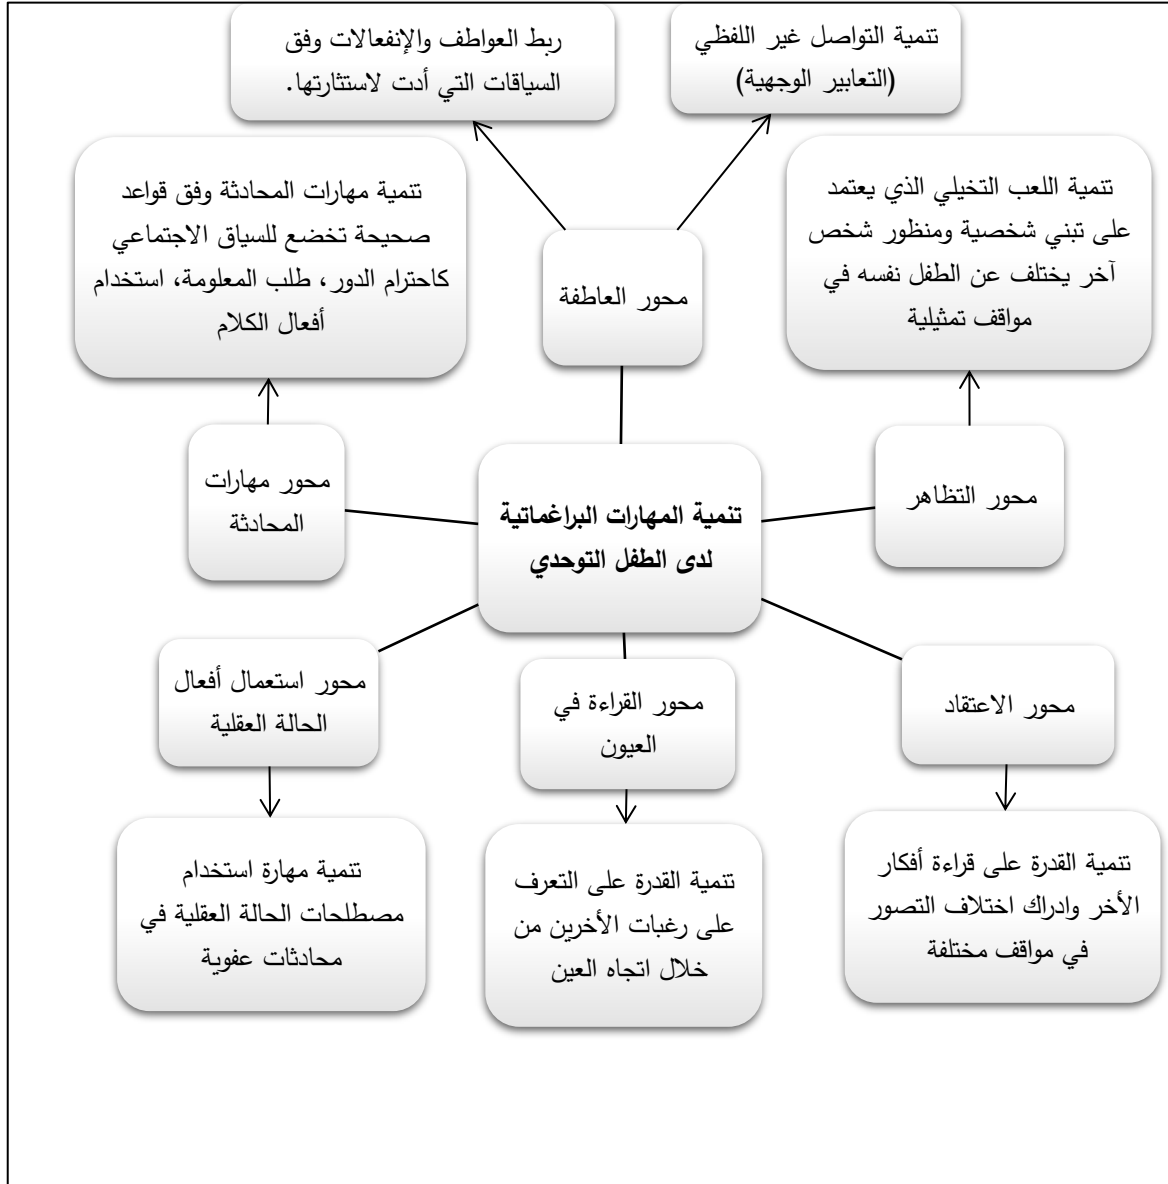 تنمية التواصل غير اللفظي
(التعابير الوجهية)
ربط العواطف والإنفعالات وفق
السياقات التي أدت لاستثارتها.
تنمية اللعب التخيلي الذي يعتمد
على تبني شخصية ومنظور شخص
آخر يختلف عن الطفل نفسه في
مواقف تمثيلية
محور العاطفة
تنمية مهارات المحادثة وفق قواعد
صحيحة تخضع للسياق الاجتماعي
كاحترام الدور، طلب المعلومة، استخدام
أفعال الكلام
محور التظاهر
تنمية المهارات البراغماتية
لدى الطفل التوحدي
محور مهارات
المحادثة
محور الاعتقاد
محور القراءة في
العيون
محور استعمال أفعال
الحالة العقلية
تنمية القدرة على قراءة أفكار
الأخر وادراك اختلاف التصور
في مواقف مختلفة
تنمية القدرة على التعرف
على رغبات الأخرين من
خلال اتجاه العين
تنمية مهارة استخدام
مصطلحات الحالة العقلية في
محادثات عفوية